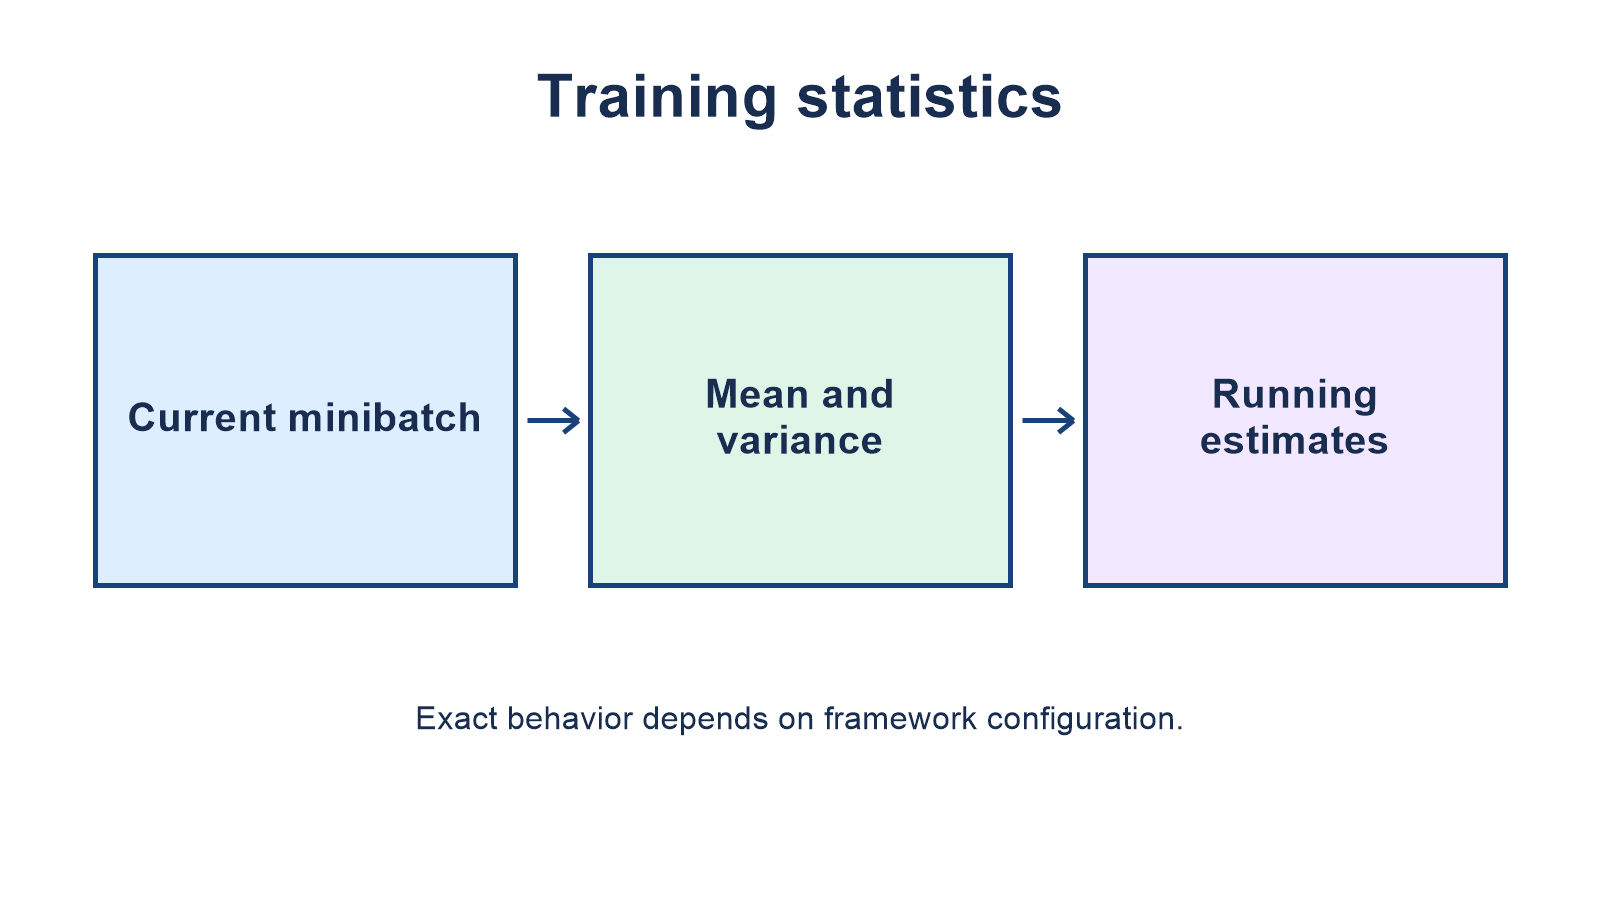 Training statistics
Current minibatch
Mean and
variance
Running
estimates
Exact behavior depends on framework configuration.